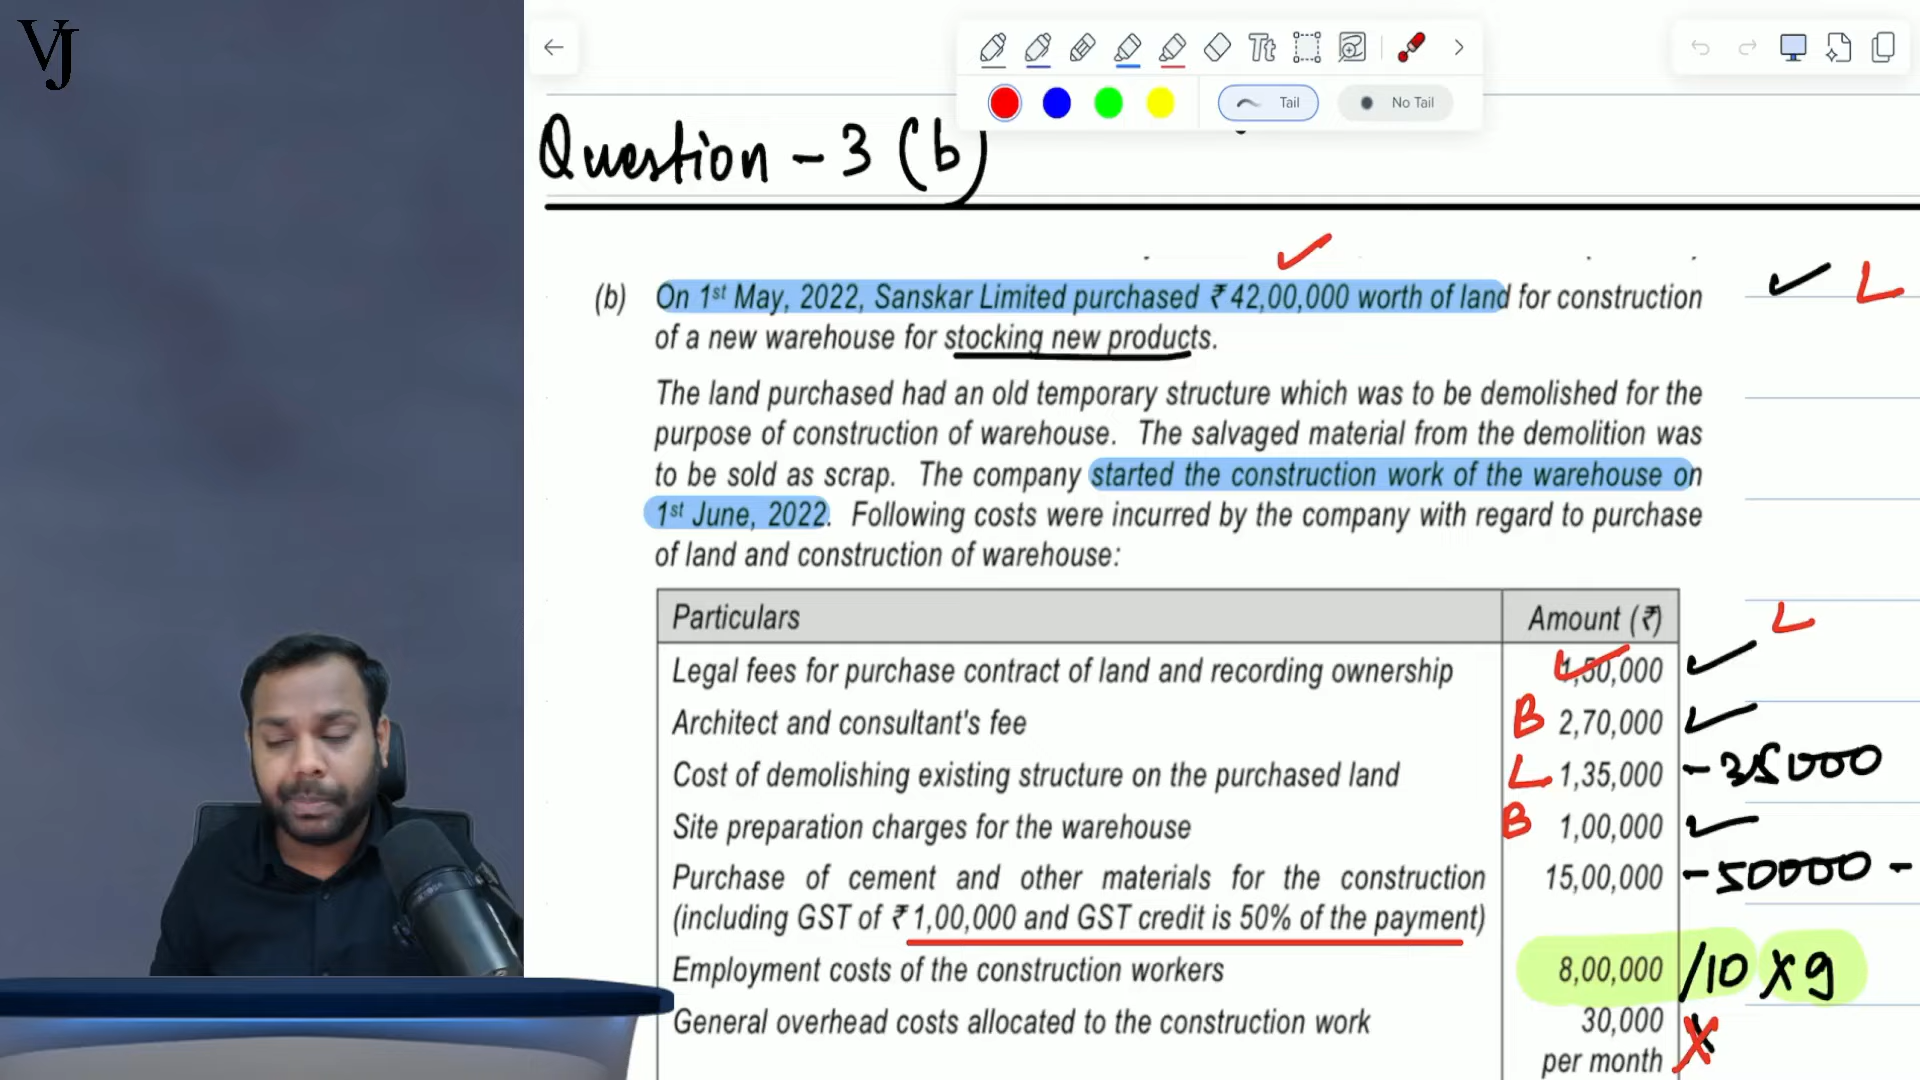 VJ
Tail
No Tail
Tt
Question - 3 (b)
(b) On 1st May, 2022, Sanskar Limited purchased ₹ 42,00,000 worth of land for construction L
of a new warehouse for stocking new products.
The land purchased had an old temporary structure which was to be demolished for the
purpose of construction of warehouse. The salvaged material from the demolition was
to be sold as scrap. The company started the construction work of the warehouse on
1st June, 2022. Following costs were incurred by the company with regard to purchase
of land and construction of warehouse:
Particulars Amount (₹)
L
Legal fees for purchase contract of land and recording ownership 1,50,000
Architect and consultant's fee B 2,70,000
Cost of demolishing existing structure on the purchased land L 1,35,000 - 35000
Site preparation charges for the warehouse B 1,00,000
Purchase of cement and other materials for the construction 15,00,000 - 50000 -
(including GST of ₹ 1,00,000 and GST credit is 50% of the payment)
Employment costs of the construction workers 8,00,000 /10 x 9
General overhead costs allocated to the construction work 30,000
per month X